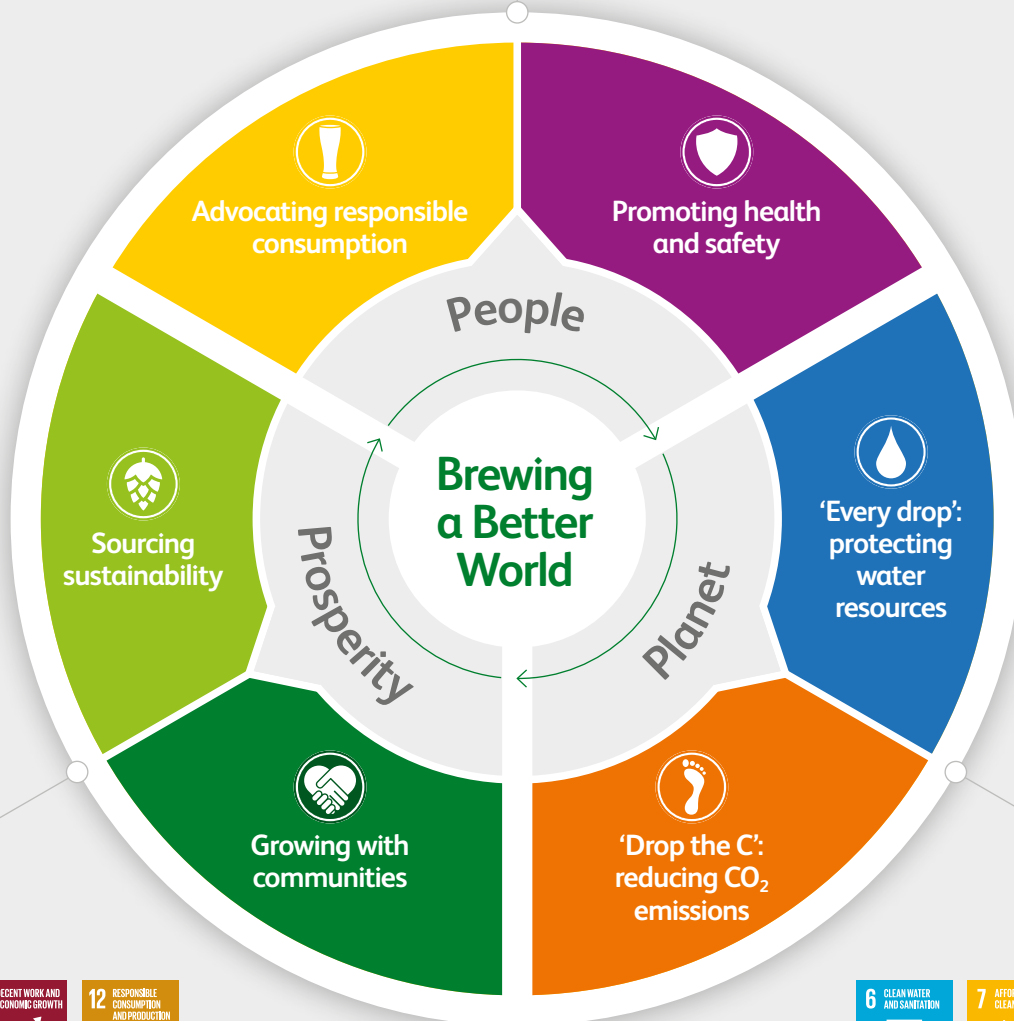 Advocating responsible
consumption
Promoting health
and safety
People
Brewing
a Better
World
Sourcing
sustainability
Prosperity
Planet
‘Every drop’:
protecting
water
resources
Growing with
communities
‘Drop the C’:
reducing CO₂
emissions
WORK AND
GROWTH
12 RESPONSIBLE
CONSUMPTION
AND PRODUCTION
6 CLEAN WATER
AND SANITATION
7